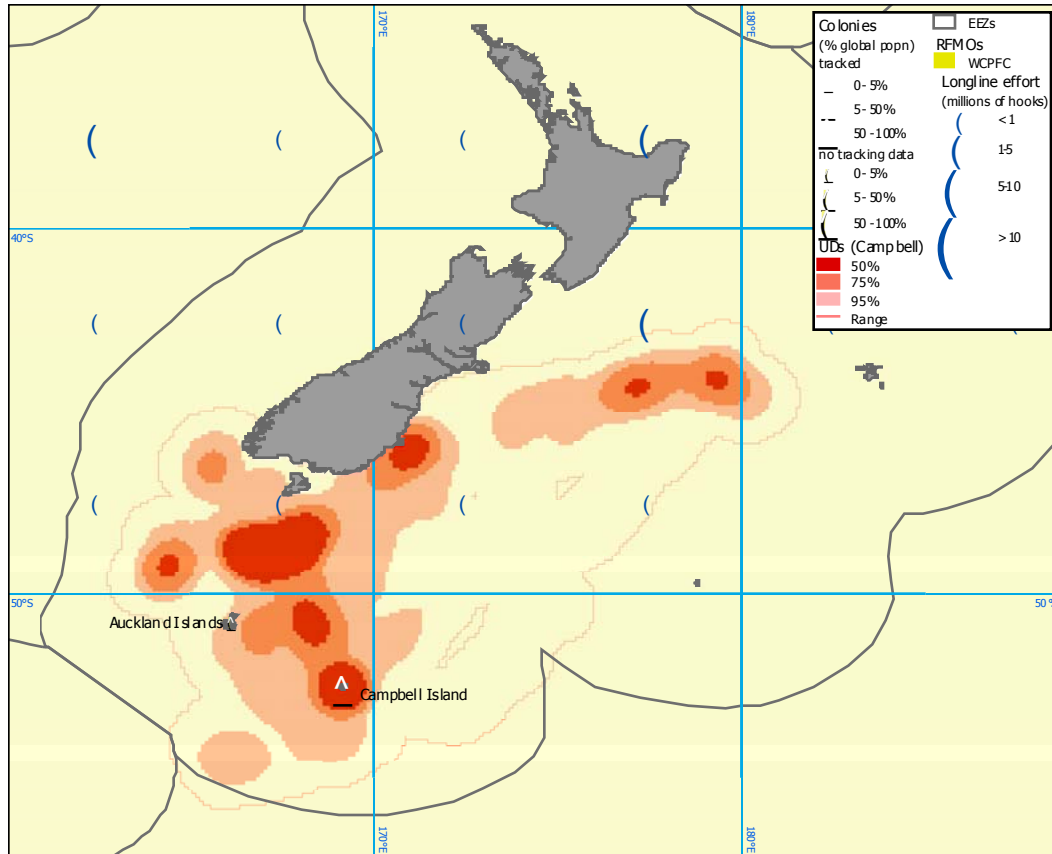 170°E
180°E
Colonies
(% global popn)
tracked
0 - 5%
5 - 50%
50 - 100%
no tracking data
0 - 5%
5 - 50%
50 - 100%
UDs (Campbell)
50%
75%
95%
Range
EEZs
RFMOs
WCPFC
Longline effort
(millions of hooks)
< 1
1-5
5-10
> 10
40°S
50°S
50°
Auckland Islands
Campbell Island
170°E
180°E